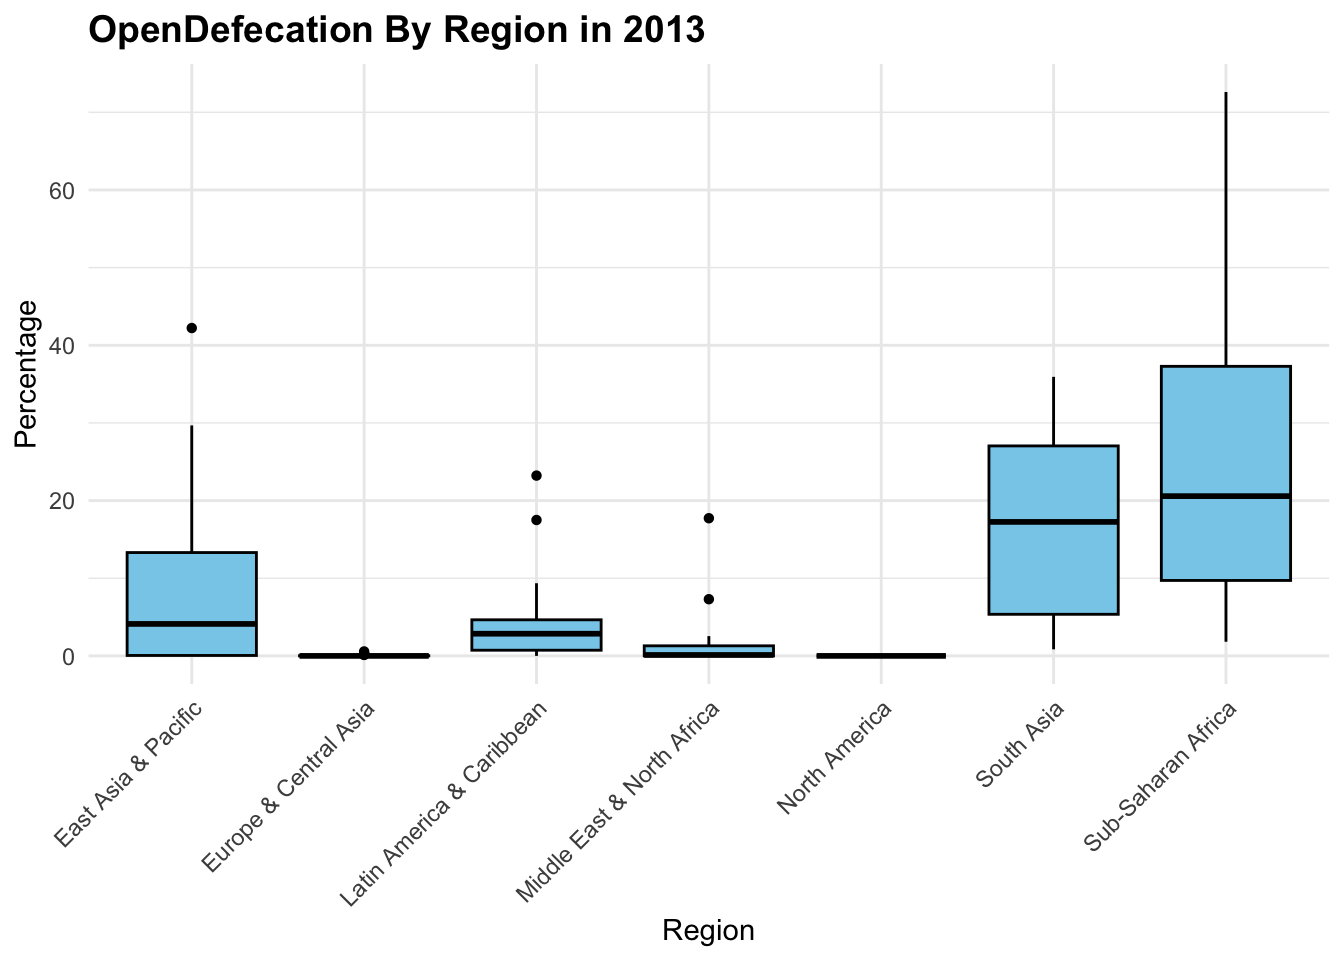 OpenDefecation By Region in 2013
Percentage
60
40
20
0
East Asia & Pacific
Europe & Central Asia
Latin America & Caribbean
Middle East & North Africa
North America
South Asia
Sub-Saharan Africa
Region